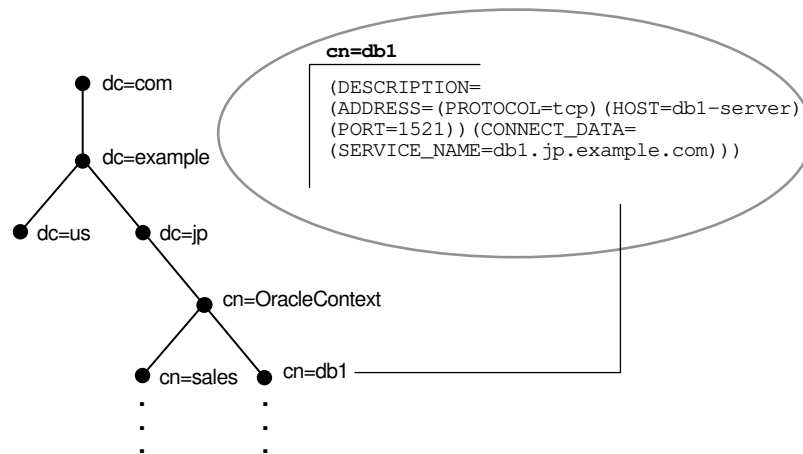 cn=db1
(DESCRIPTION=
(ADDRESS=(PROTOCOL=tcp)(HOST=db1-server)
(PORT=1521))(CONNECT_DATA=
(SERVICE_NAME=db1.jp.example.com)))
dc=com
dc=example
dc=us
dc=jp
cn=OracleContext
cn=sales
cn=db1